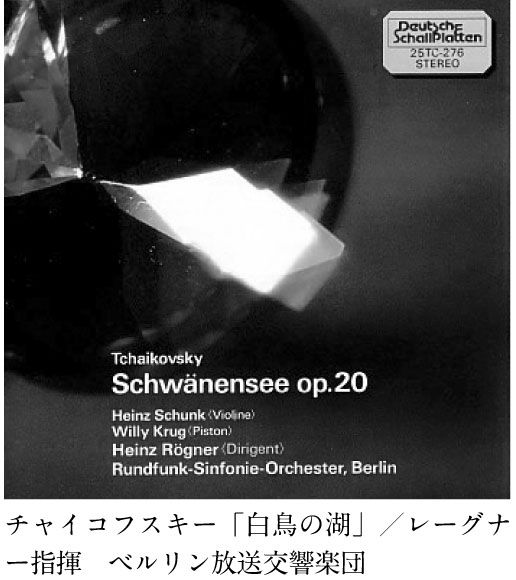 Deutsche
Schallplatten
25TC-276
STEREO
Tchaikovsky
Schwänensee op.20
Heinz Schunk〈Violine〉
Willy Krug〈Piston〉
Heinz Rögner〈Dirigent〉
Rundfunk-Sinfonie-Orchester, Berlin
チャイコフスキー「白鳥の湖」／レーグナ
ー指揮　ベルリン放送交響楽団